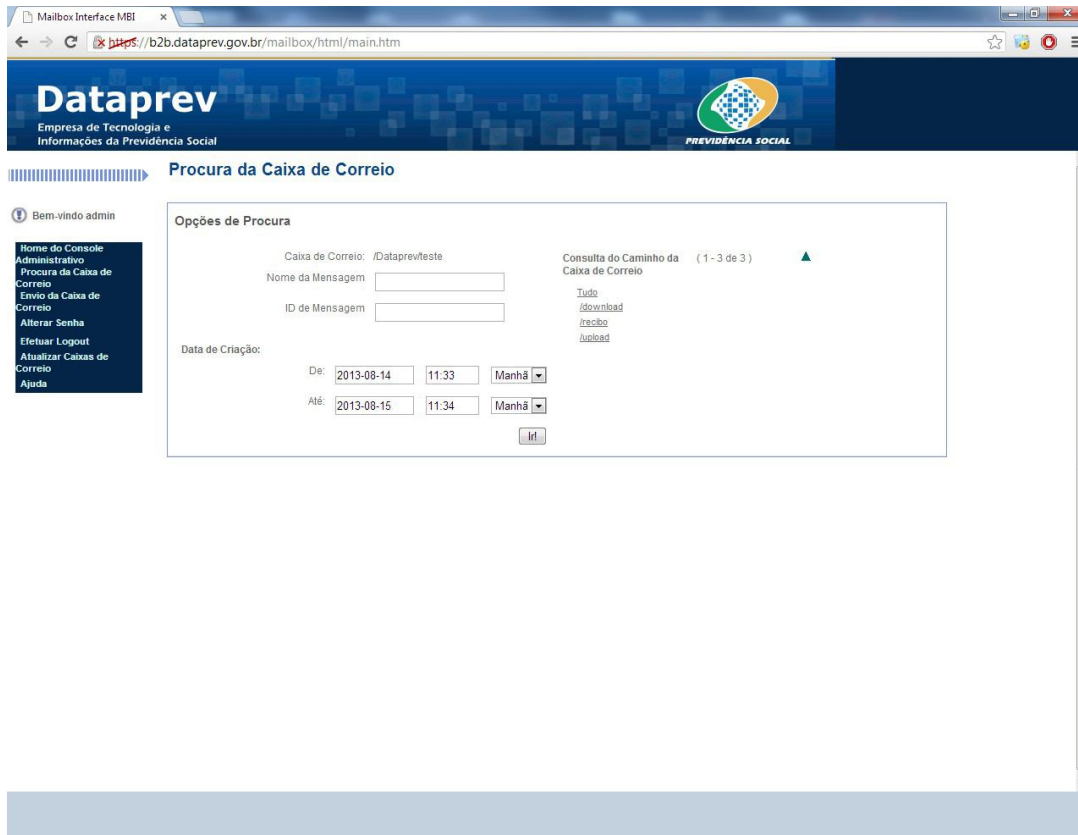 Mailbox Interface MBI
https://b2b.dataprev.gov.br/mailbox/html/main.htm
Dataprev
Empresa de Tecnologia e
Informações da Previdência Social
PREVIDÊNCIA SOCIAL
Procura da Caixa de Correio
Bem-vindo admin
Home do Console
Administrativo
Procura da Caixa de
Correio
Envio da Caixa de
Correio
Alterar Senha
Efetuar Logout
Atualizar Caixas de
Correio
Ajuda
Opções de Procura
Caixa de Correio: /Dataprev/teste
Nome da Mensagem
ID de Mensagem
Data de Criação:
De: 2013-08-14 11:33 Manhã
Até: 2013-08-15 11:34 Manhã
Ir!
Consulta do Caminho da ( 1 - 3 de 3 )
Caixa de Correio
Tudo
/download
/recibo
/upload